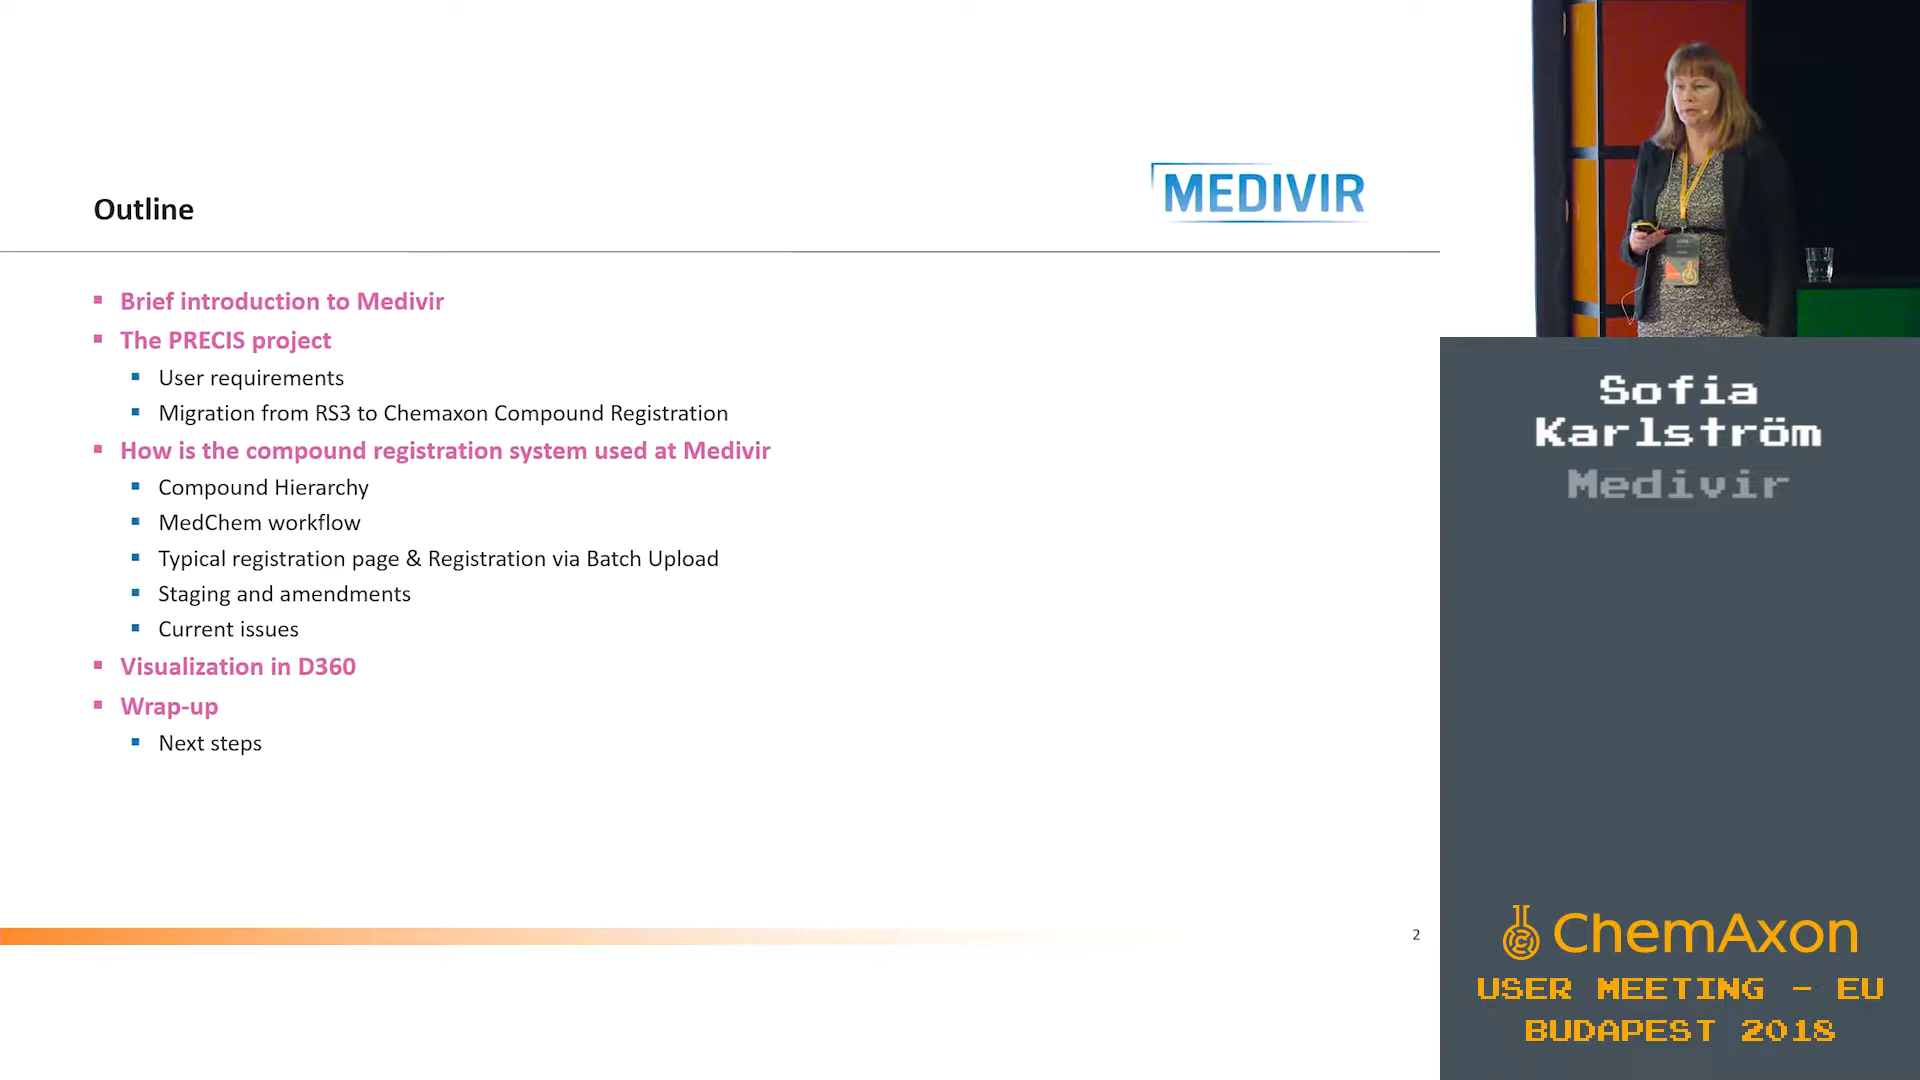 Outline
MEDIVIR
Brief introduction to Medivir
The PRECIS project
User requirements
Migration from RS3 to Chemaxon Compound Registration
How is the compound registration system used at Medivir
Compound Hierarchy
MedChem workflow
Typical registration page & Registration via Batch Upload
Staging and amendments
Current issues
Visualization in D360
Wrap-up
Next steps
2
Sofia
Karlström
Medivir
ChemAxon
USER MEETING - EU
BUDAPEST 2018